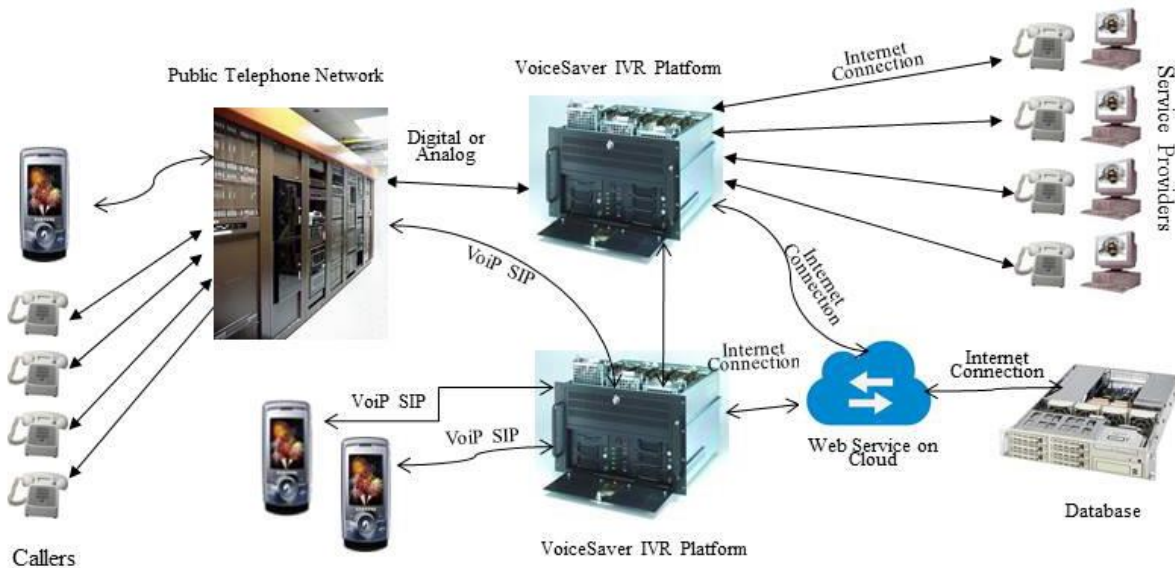 Public Telephone Network
VoiceSaver IVR Platform
Internet
Connection
Service Providers
Digital or
Analog
VoiP SIP
Internet
Connection
Internet
Connection
Internet
Connection
VoiP SIP
VoiP SIP
Web Service on
Cloud
Database
Callers
VoiceSaver IVR Platform